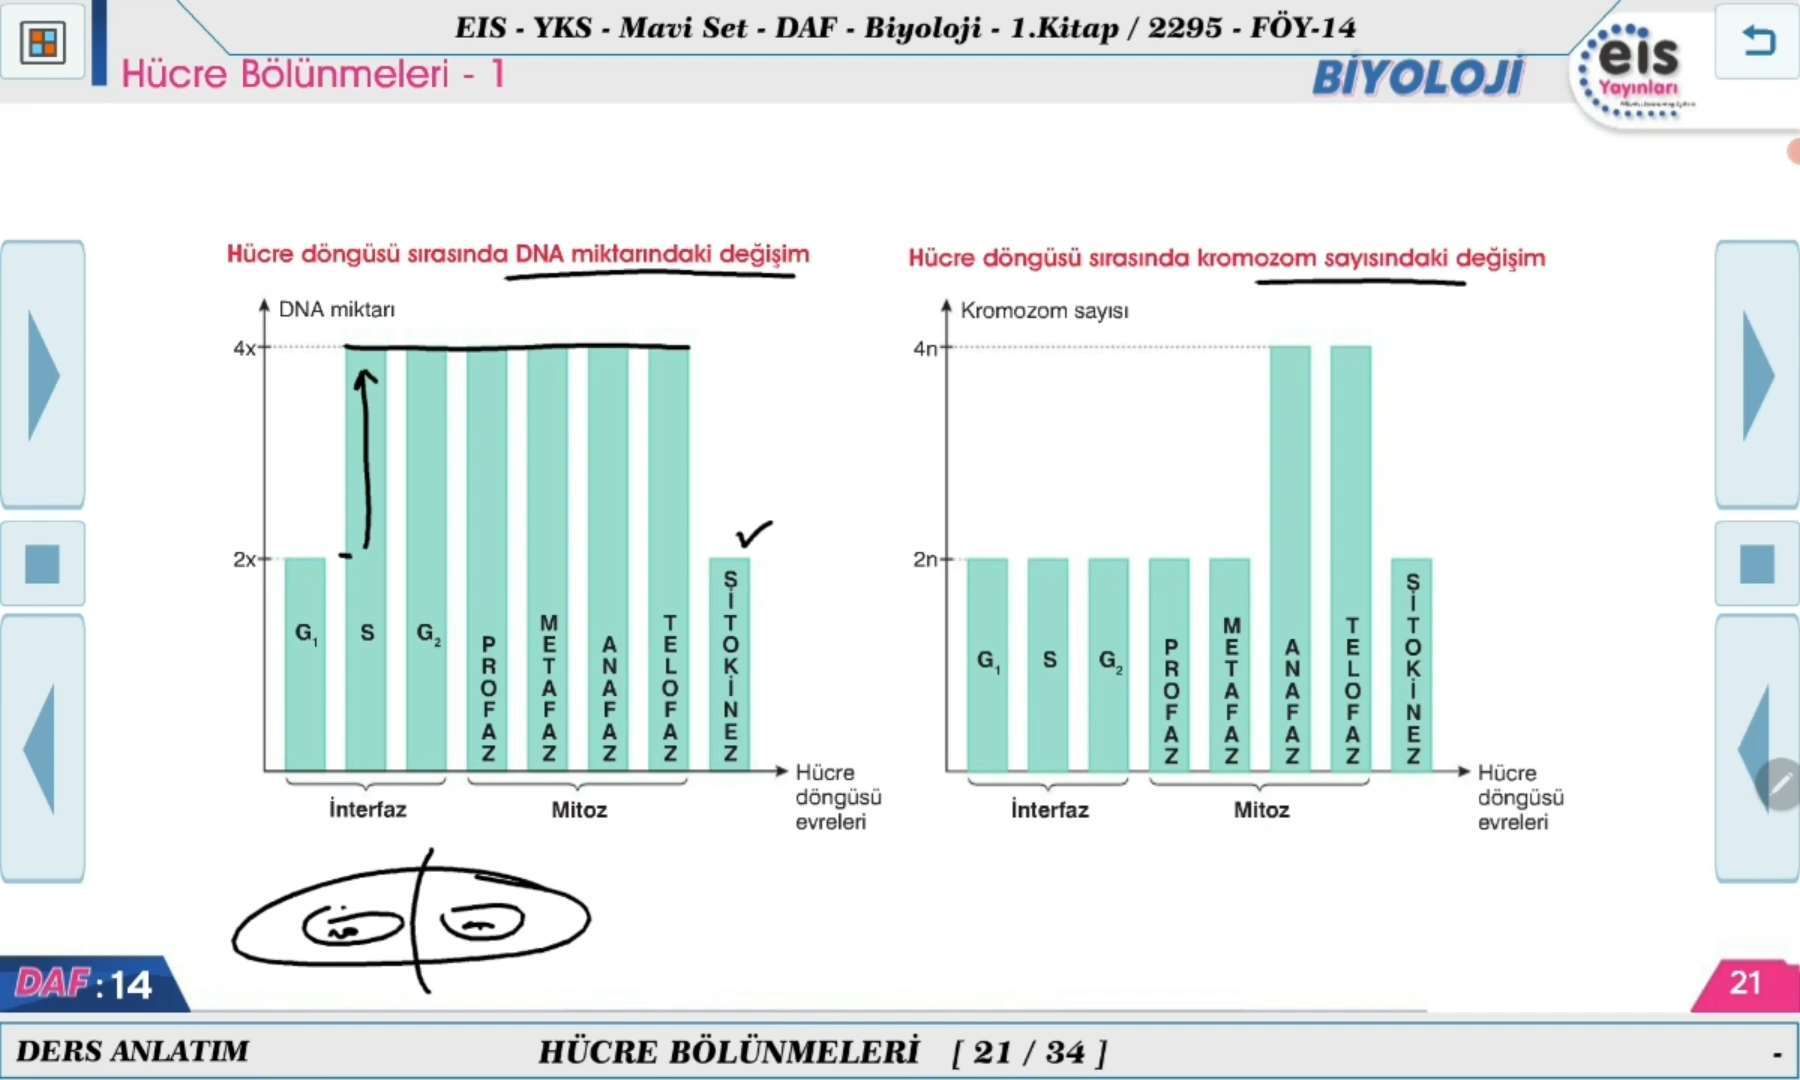 EIS - YKS - Mavi Set - DAF - Biyoloji - 1.Kitap / 2295 - FÖY-14
Hücre Bölünmeleri - 1
BİYOLOJİ
eis
Yayınları
Hücre döngüsü sırasında DNA miktarındaki değişim
DNA miktarı
4x
2x
G₁
S
G₂
PROFAZ
METAFAZ
ANAFAZ
TELOFAZ
SİTOKİNEZ
İnterfaz
Mitoz
Hücre
döngüsü
evreleri
Hücre döngüsü sırasında kromozom sayısındaki değişim
Kromozom sayısı
4n
2n
G₁
S
G₂
PROFAZ
METAFAZ
ANAFAZ
TELOFAZ
SİTOKİNEZ
İnterfaz
Mitoz
Hücre
döngüsü
evreleri
DAF : 14
21
DERS ANLATIM
HÜCRE BÖLÜNMELERİ [ 21 / 34 ]
-